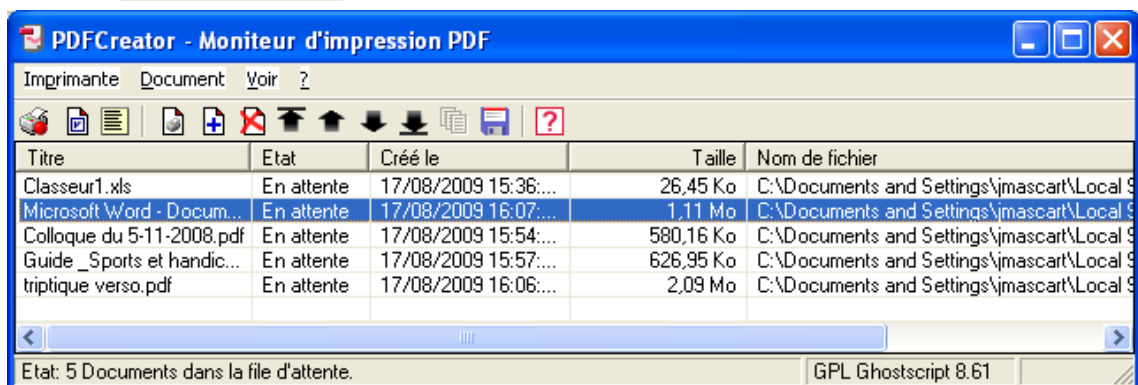 PDFCreator - Moniteur d'impression PDF
Imprimante Document Voir ?
?
Titre Etat Créé le Taille Nom de fichier
Classeur1.xls En attente 17/08/2009 15:36:... 26,45 Ko C:\Documents and Settings\jmascart\Local S
Microsoft Word - Docum... En attente 17/08/2009 16:07:... 1,11 Mo C:\Documents and Settings\jmascart\Local S
Colloque du 5-11-2008.pdf En attente 17/08/2009 15:54:... 580,16 Ko C:\Documents and Settings\jmascart\Local S
Guide _Sports et handic... En attente 17/08/2009 15:57:... 626,95 Ko C:\Documents and Settings\jmascart\Local S
triptique verso.pdf En attente 17/08/2009 16:06:... 2,09 Mo C:\Documents and Settings\jmascart\Local S
Etat: 5 Documents dans la file d'attente. GPL Ghostscript 8.61